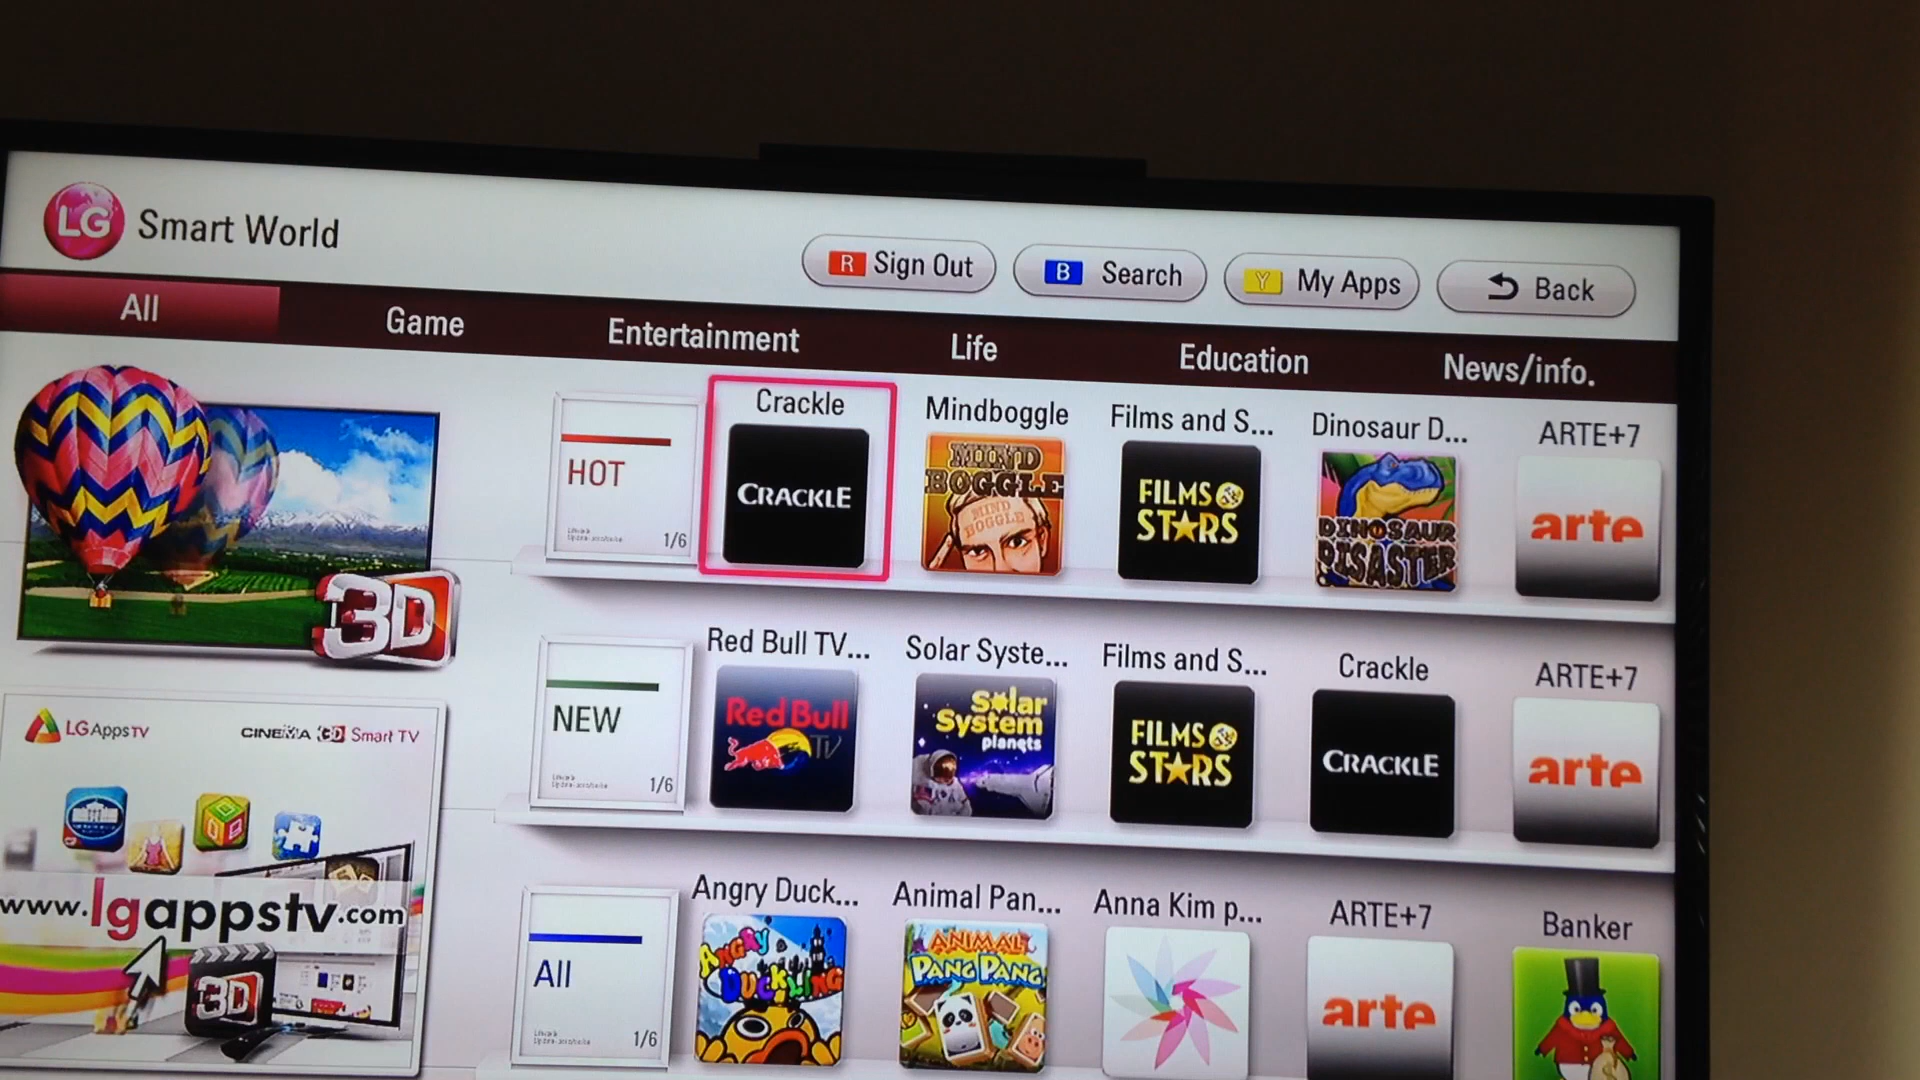 LG Smart World
R Sign Out
B Search
Y My Apps
Back
All
Game
Entertainment
Life
Education
News/info.
3D
HOT
1/6
Crackle
CRACKLE
Mindboggle
MIND BOGGLE
MIND BOGGLE
Films and S...
FILMS &
STARS
Dinosaur D...
DINOSAUR
DISASTER
ARTE+7
arte
NEW
1/6
Red Bull TV...
Red Bull
TV
Solar Syste...
Solar
System
planets
Films and S...
FILMS &
STARS
Crackle
CRACKLE
ARTE+7
arte
LG Apps TV
CINEMA 3D Smart TV
www.lgappstv.com
3D
All
1/6
Angry Duck...
ANGRY
DUCKLING
Animal Pan...
ANIMAL
PANG PANG
Anna Kim p...
ARTE+7
arte
Banker